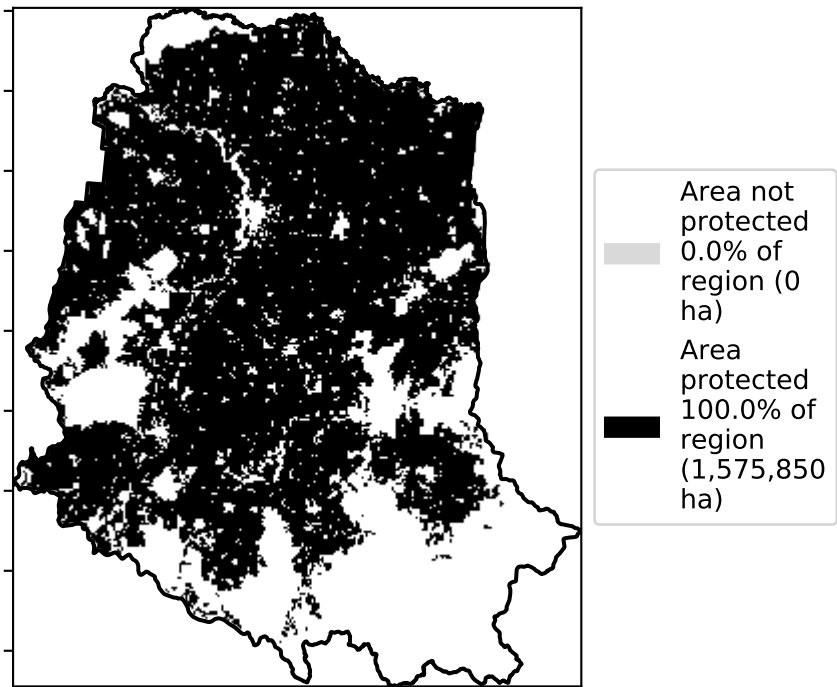 Area not
protected
0.0% of
region (0
ha)
Area
protected
100.0% of
region
(1,575,850
ha)